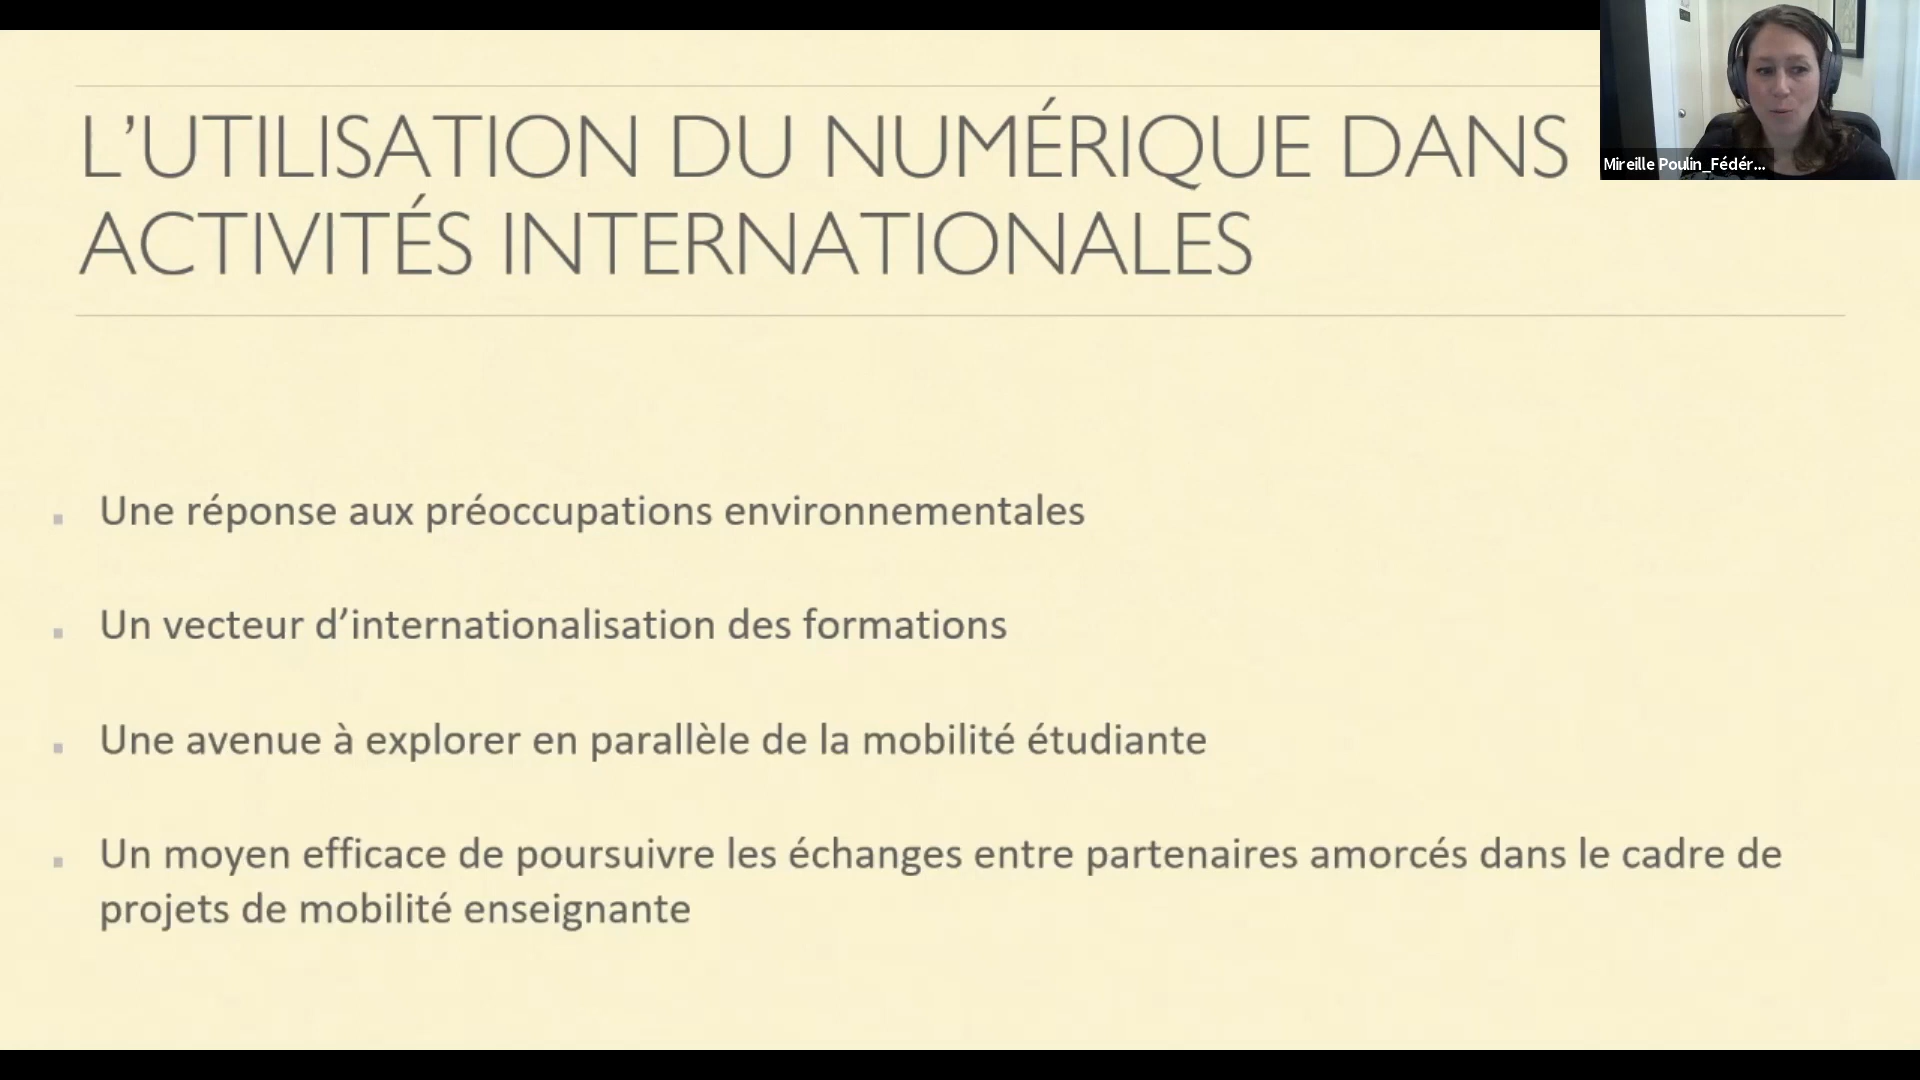 L’UTILISATION DU NUMÉRIQUE DANS
ACTIVITÉS INTERNATIONALES
Mireille Poulin_Fédér...
Une réponse aux préoccupations environnementales
Un vecteur d’internationalisation des formations
Une avenue à explorer en parallèle de la mobilité étudiante
Un moyen efficace de poursuivre les échanges entre partenaires amorcés dans le cadre de
projets de mobilité enseignante